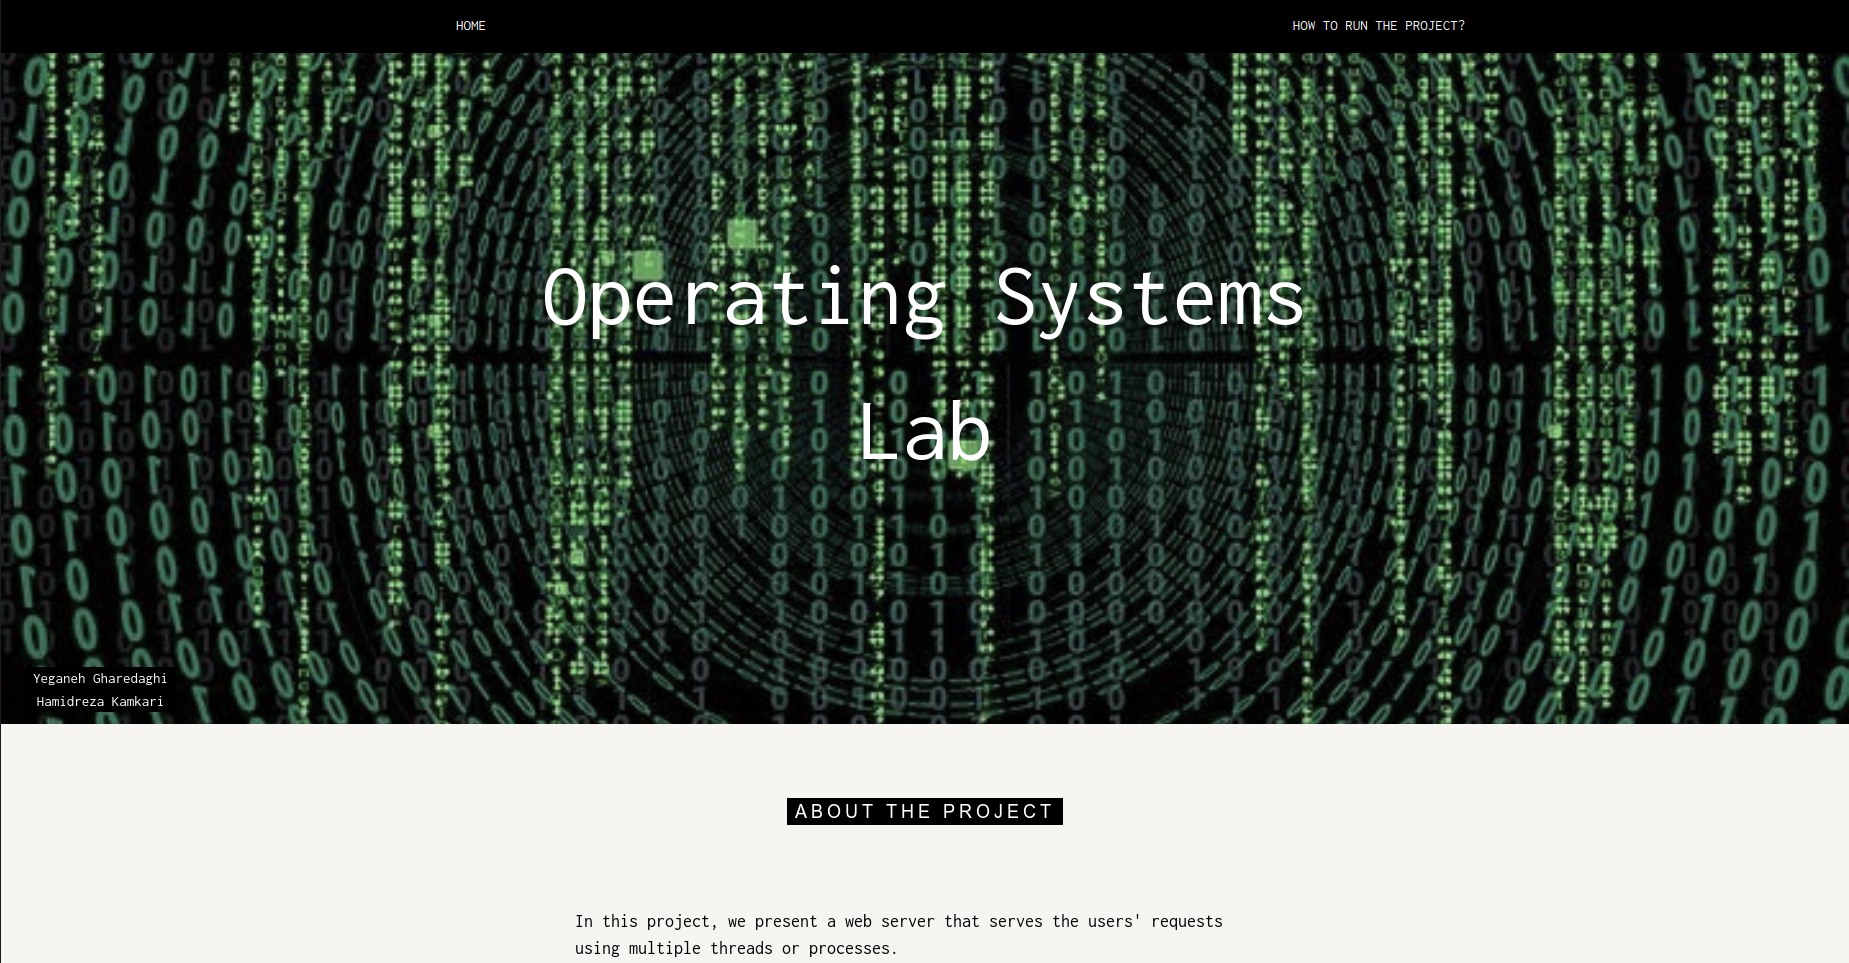 HOME
HOW TO RUN THE PROJECT?
Operating Systems
Lab
Yeganeh Gharedaghi
Hamidreza Kamkari
ABOUT THE PROJECT
In this project, we present a web server that serves the users' requests
using multiple threads or processes.